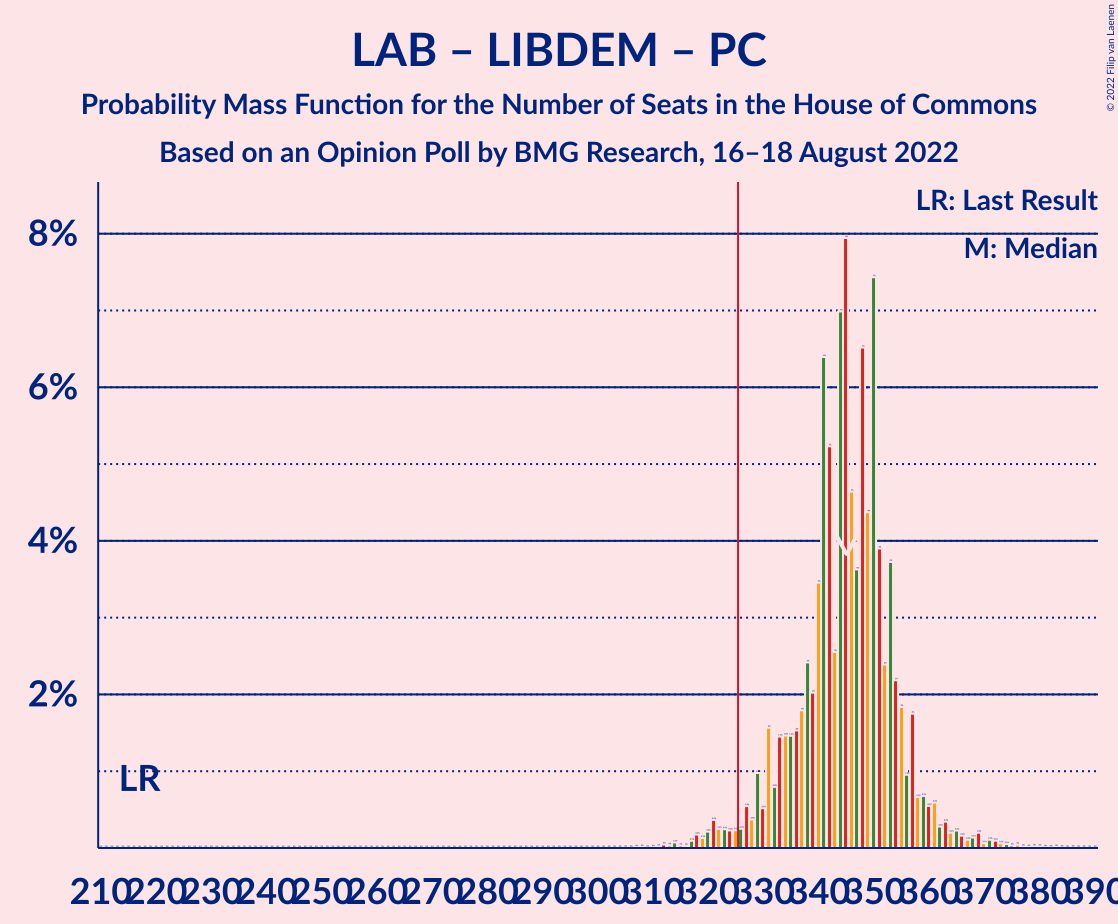 LAB – LIBDEM – PC
Probability Mass Function for the Number of Seats in the House of Commons
Based on an Opinion Poll by BMG Research, 16–18 August 2022
© 2022 Filip van Laenen
LR: Last Result
M: Median
8%
6%
4%
2%
LR
M
210 220 230 240 250 260 270 280 290 300 310 320 330 340 350 360 370 380 390